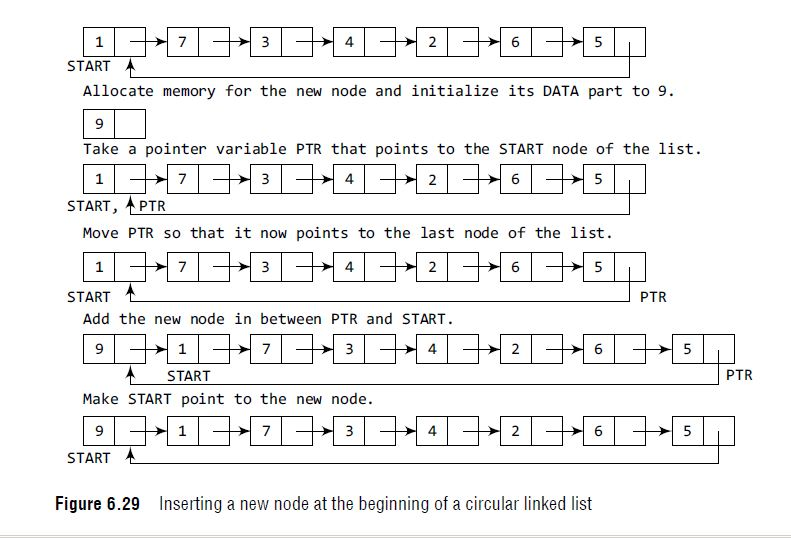 1 7 3 4 2 6 5
START
Allocate memory for the new node and initialize its DATA part to 9.
9
Take a pointer variable PTR that points to the START node of the list.
1 7 3 4 2 6 5
START, PTR
Move PTR so that it now points to the last node of the list.
1 7 3 4 2 6 5
START PTR
Add the new node in between PTR and START.
9 1 7 3 4 2 6 5
START PTR
Make START point to the new node.
9 1 7 3 4 2 6 5
START
Figure 6.29 Inserting a new node at the beginning of a circular linked list